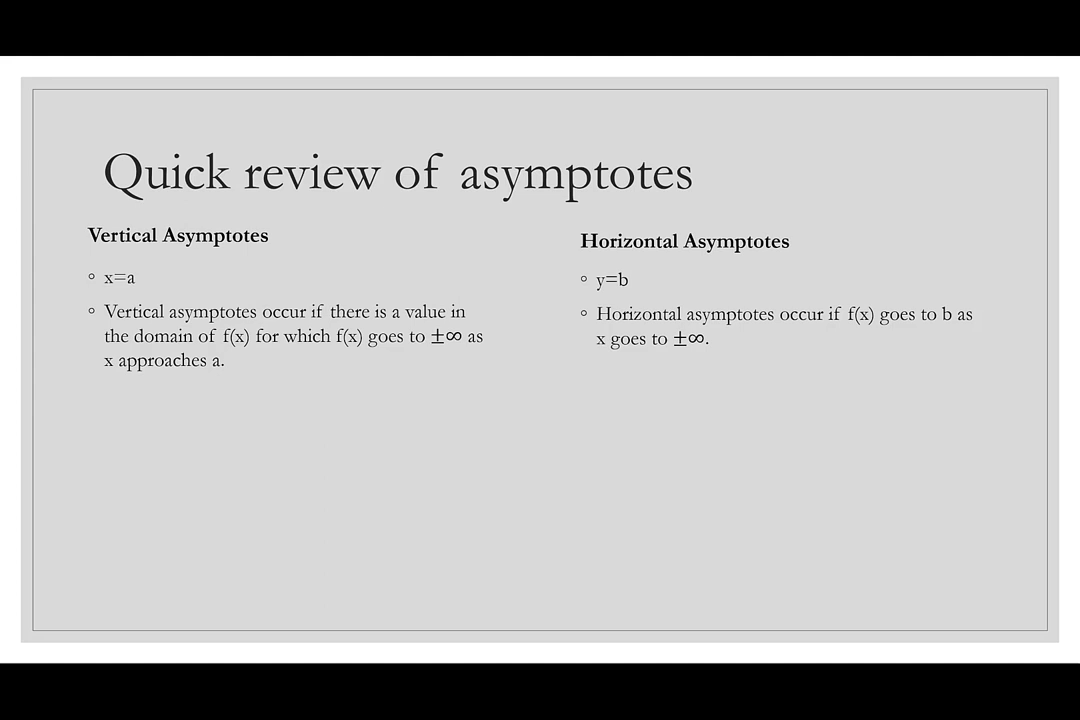 Quick review of asymptotes
Vertical Asymptotes
◦ x=a
◦ Vertical asymptotes occur if there is a value in
the domain of f(x) for which f(x) goes to ±∞ as
x approaches a.
Horizontal Asymptotes
◦ y=b
◦ Horizontal asymptotes occur if f(x) goes to b as
x goes to ±∞.